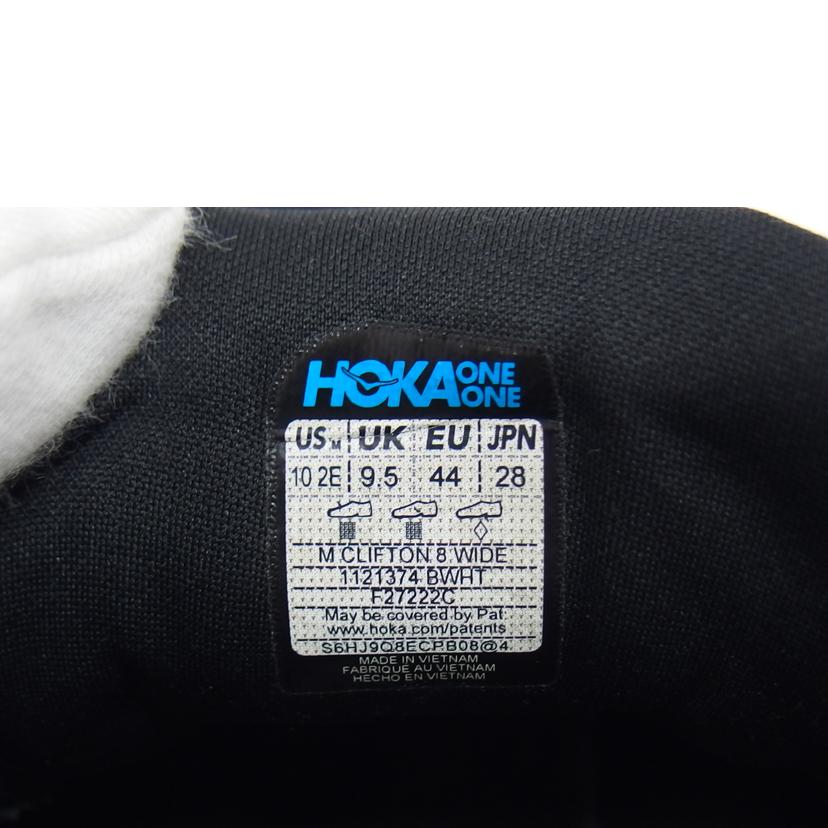 HOKA ONE ONE
US M UK EU JPN
10 2E 9.5 44 28
M CLIFTON 8 WIDE
1121374 BWHT
F27222C
May be covered by Pat.
www.hoka.com/patents
S6HJ9Q8ECPB08@4
MADE IN VIETNAM
FABRIQUE AU VIETNAM
HECHO EN VIETNAM